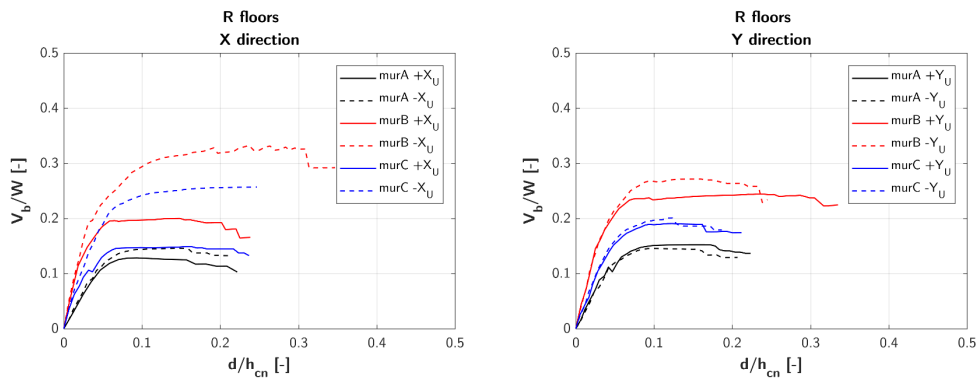 R floors
X direction
V_b/W [-]
0.5
0.4
0.3
0.2
0.1
0
murA +X_U
murA -X_U
murB +X_U
murB -X_U
murC +X_U
murC -X_U
0 0.1 0.2 0.3 0.4 0.5
d/h_cn [-]
R floors
Y direction
V_b/W [-]
0.5
0.4
0.3
0.2
0.1
0
murA +Y_U
murA -Y_U
murB +Y_U
murB -Y_U
murC +Y_U
murC -Y_U
0 0.1 0.2 0.3 0.4 0.5
d/h_cn [-]